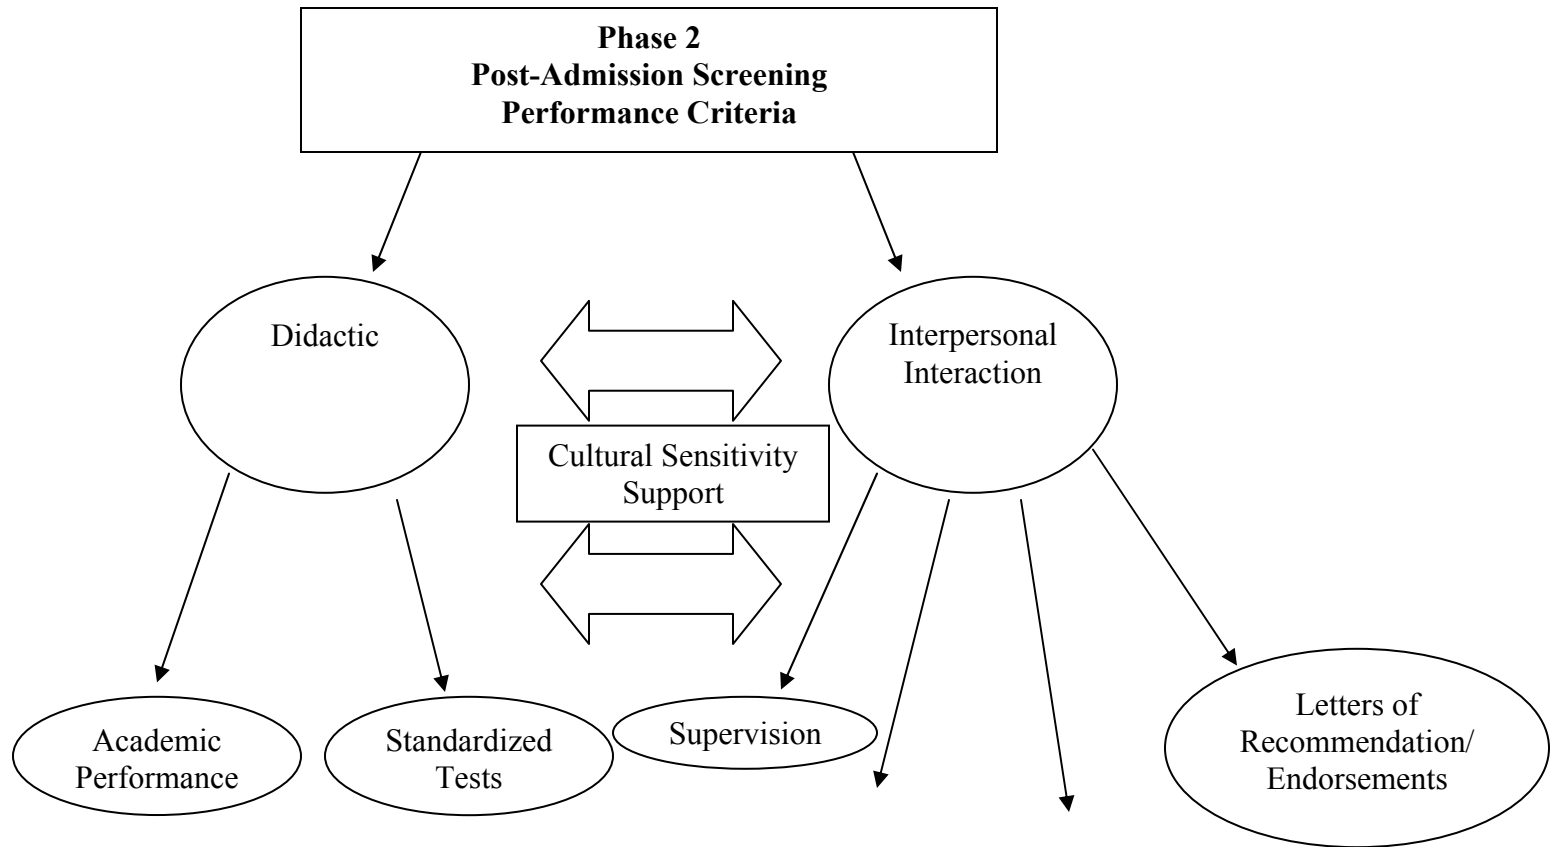 Phase 2
Post-Admission Screening
Performance Criteria
Didactic
Interpersonal
Interaction
Cultural Sensitivity
Support
Academic
Performance
Standardized
Tests
Supervision
Letters of
Recommendation/
Endorsements